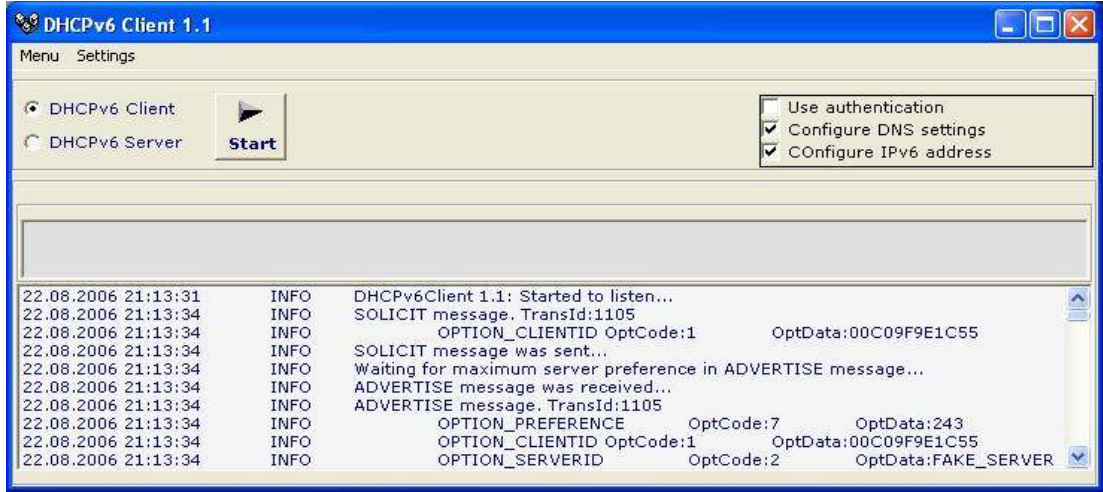 DHCPv6 Client 1.1
Menu Settings
DHCPv6 Client
DHCPv6 Server
Start
Use authentication
Configure DNS settings
COnfigure IPv6 address
22.08.2006 21:13:31 INFO DHCPv6Client 1.1: Started to listen...
22.08.2006 21:13:34 INFO SOLICIT message. TransId:1105
22.08.2006 21:13:34 INFO OPTION_CLIENTID OptCode:1 OptData:00C09F9E1C55
22.08.2006 21:13:34 INFO SOLICIT message was sent...
22.08.2006 21:13:34 INFO Waiting for maximum server preference in ADVERTISE message...
22.08.2006 21:13:34 INFO ADVERTISE message was received...
22.08.2006 21:13:34 INFO ADVERTISE message. TransId:1105
22.08.2006 21:13:34 INFO OPTION_PREFERENCE OptCode:7 OptData:243
22.08.2006 21:13:34 INFO OPTION_CLIENTID OptCode:1 OptData:00C09F9E1C55
22.08.2006 21:13:34 INFO OPTION_SERVERID OptCode:2 OptData:FAKE_SERVER